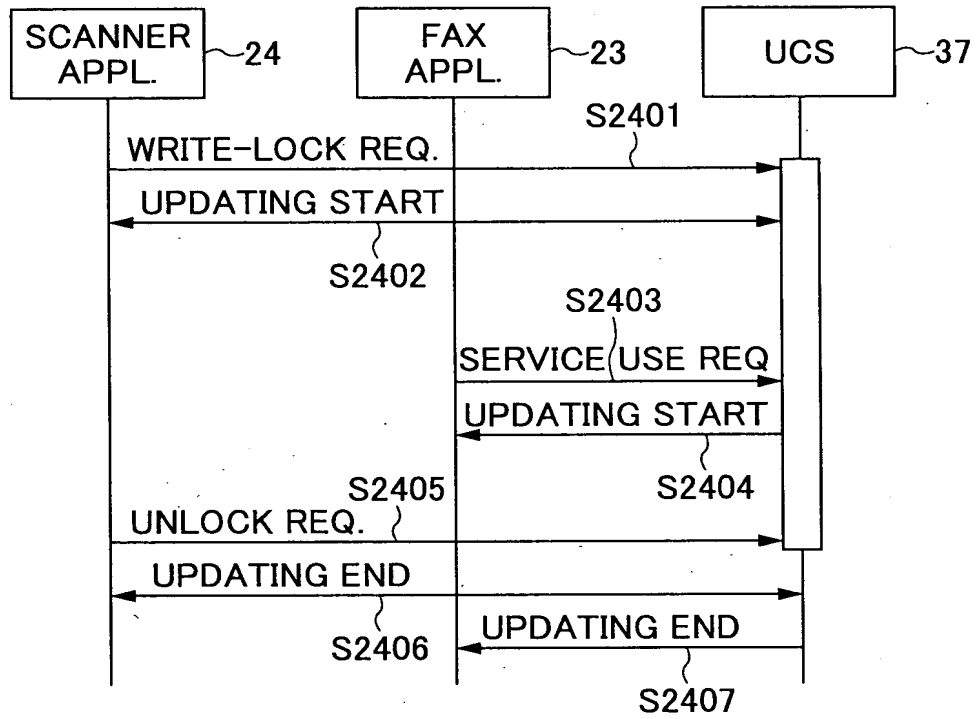 SCANNER
APPL.
24
FAX
APPL.
23
UCS
37
S2401
WRITE-LOCK REQ.
UPDATING START
S2402
S2403
SERVICE USE REQ
UPDATING START
S2404
S2405
UNLOCK REQ.
UPDATING END
S2406
UPDATING END
S2407